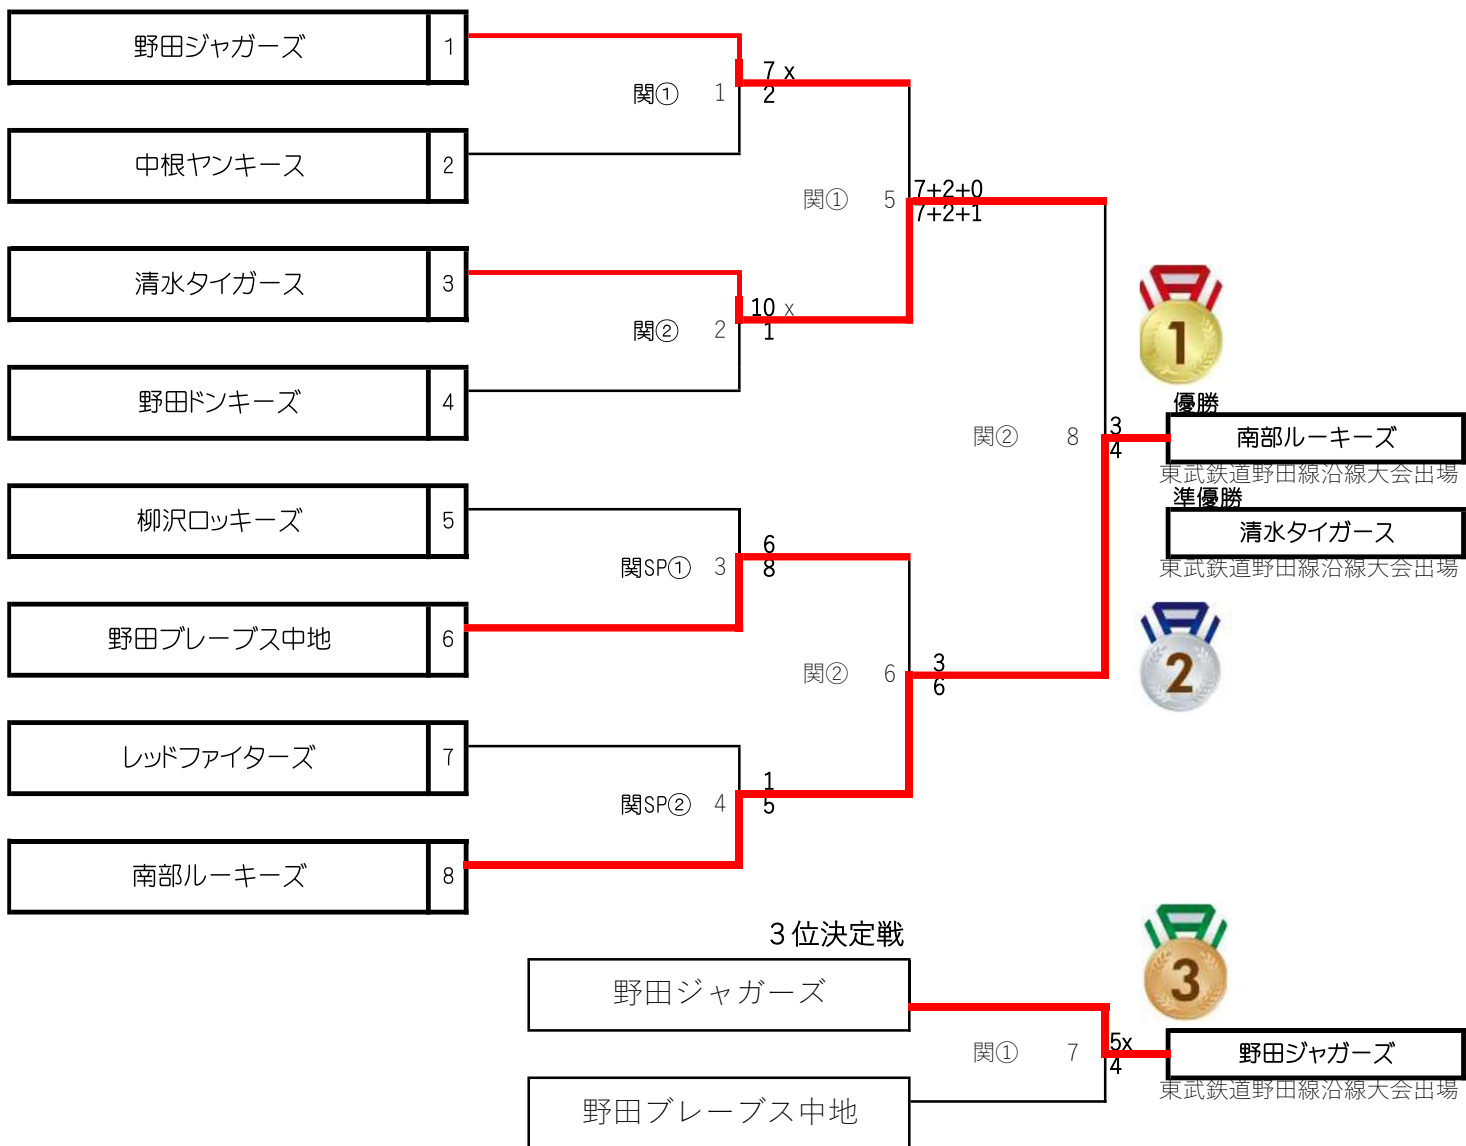 野田ジャガーズ 1
7 x
関① 1 2
中根ヤンキース 2
関① 5 7+2+0
7+2+1
清水タイガース 3
10 x
関② 2 1
野田ドンキーズ 4
1
優勝
関② 8 3
4
南部ルーキーズ
東武鉄道野田線沿線大会出場
準優勝
清水タイガース
東武鉄道野田線沿線大会出場
柳沢ロッキーズ 5
6
関SP① 3 8
野田ブレーブス中地 6
関② 6 3
6
2
レッドファイターズ 7
1
関SP② 4 5
南部ルーキーズ 8
3位決定戦
野田ジャガーズ
3
関① 7 5x
4
野田ジャガーズ
東武鉄道野田線沿線大会出場
野田ブレーブス中地